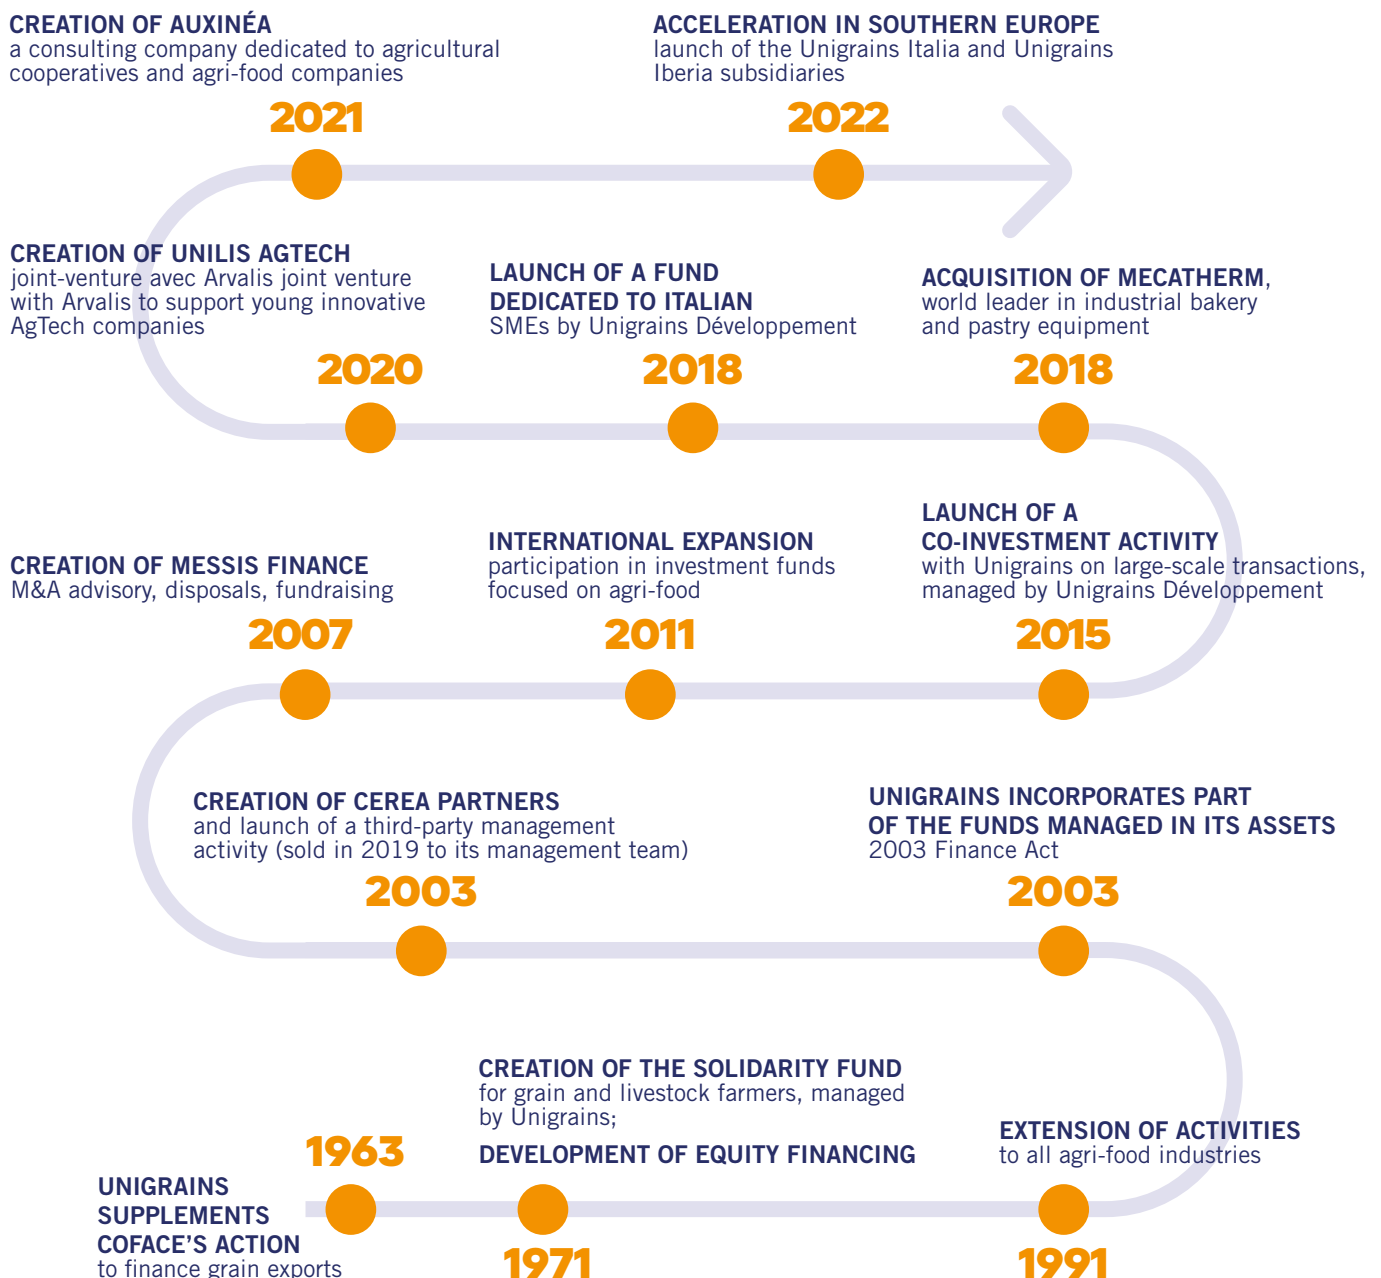 CREATION OF AUXINÉA
a consulting company dedicated to agricultural
cooperatives and agri-food companies
2021
ACCELERATION IN SOUTHERN EUROPE
launch of the Unigrains Italia and Unigrains
Iberia subsidiaries
2022
CREATION OF UNILIS AGTECH
joint-venture avec Arvalis joint venture
with Arvalis to support young innovative
AgTech companies
2020
LAUNCH OF A FUND
DEDICATED TO ITALIAN
SMEs by Unigrains Développement
2018
ACQUISITION OF MECATHERM,
world leader in industrial bakery
and pastry equipment
2018
CREATION OF MESSIS FINANCE
M&A advisory, disposals, fundraising
2007
INTERNATIONAL EXPANSION
participation in investment funds
focused on agri-food
2011
LAUNCH OF A
CO-INVESTMENT ACTIVITY
with Unigrains on large-scale transactions,
managed by Unigrains Développement
2015
CREATION OF CEREA PARTNERS
and launch of a third-party management
activity (sold in 2019 to its management team)
2003
UNIGRAINS INCORPORATES PART
OF THE FUNDS MANAGED IN ITS ASSETS
2003 Finance Act
2003
1963
UNIGRAINS
SUPPLEMENTS
COFACE'S ACTION
to finance grain exports
CREATION OF THE SOLIDARITY FUND
for grain and livestock farmers, managed
by Unigrains;
DEVELOPMENT OF EQUITY FINANCING
1971
EXTENSION OF ACTIVITIES
to all agri-food industries
1991